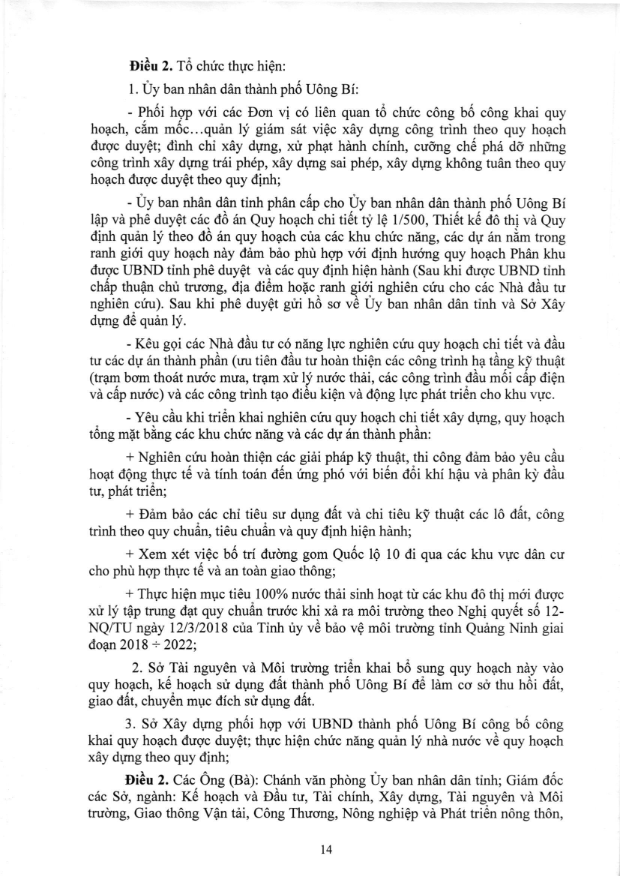 Điều 2. Tổ chức thực hiện:
1. Ủy ban nhân dân thành phố Uông Bí:
- Phối hợp với các Đơn vị có liên quan tổ chức công bố công khai quy
hoạch, cắm mốc…quản lý giám sát việc xây dựng công trình theo quy hoạch
được duyệt; đình chỉ xây dựng, xử phạt hành chính, cưỡng chế phá dỡ những
công trình xây dựng trái phép, xây dựng sai phép, xây dựng không tuân theo quy
hoạch được duyệt theo quy định;
- Ủy ban nhân dân tỉnh phân cấp cho Ủy ban nhân dân thành phố Uông Bí
lập và phê duyệt các đồ án Quy hoạch chi tiết tỷ lệ 1/500, Thiết kế đô thị và Quy
định quản lý theo đồ án quy hoạch của các khu chức năng, các dự án nằm trong
ranh giới quy hoạch này đảm bảo phù hợp với định hướng quy hoạch Phân khu
được UBND tỉnh phê duyệt và các quy định hiện hành (Sau khi được UBND tỉnh
chấp thuận chủ trương, địa điểm hoặc ranh giới nghiên cứu cho các Nhà đầu tư
nghiên cứu). Sau khi phê duyệt gửi hồ sơ về Ủy ban nhân dân tỉnh và Sở Xây
dựng để quản lý.
- Kêu gọi các Nhà đầu tư có năng lực nghiên cứu quy hoạch chi tiết và đầu
tư các dự án thành phần (ưu tiên đầu tư hoàn thiện các công trình hạ tầng kỹ thuật
(trạm bơm thoát nước mưa, trạm xử lý nước thải, các công trình đầu mối cấp điện
và cấp nước) và các công trình tạo điều kiện và động lực phát triển cho khu vực.
- Yêu cầu khi triển khai nghiên cứu quy hoạch chi tiết xây dựng, quy hoạch
tổng mặt bằng các khu chức năng và các dự án thành phần:
+ Nghiên cứu hoàn thiện các giải pháp kỹ thuật, thi công đảm bảo yêu cầu
hoạt động thực tế và tính toán đến ứng phó với biến đổi khí hậu và phân kỳ đầu
tư, phát triển;
+ Đảm bảo các chỉ tiêu sư dụng đất và chỉ tiêu kỹ thuật các lô đất, công
trình theo quy chuẩn, tiêu chuẩn và quy định hiện hành;
+ Xem xét việc bố trí đường gom Quốc lộ 10 đi qua các khu vực dân cư
cho phù hợp thực tế và an toàn giao thông;
+ Thực hiện mục tiêu 100% nước thải sinh hoạt từ các khu đô thị mới được
xử lý tập trung đạt quy chuẩn trước khi xả ra môi trường theo Nghị quyết số 12-
NQ/TU ngày 12/3/2018 của Tỉnh ủy về bảo vệ môi trường tỉnh Quảng Ninh giai
đoạn 2018 ÷ 2022;
2. Sở Tài nguyên và Môi trường triển khai bổ sung quy hoạch này vào
quy hoạch, kế hoạch sử dụng đất thành phố Uông Bí để làm cơ sở thu hồi đất,
giao đất, chuyển mục đích sử dụng đất.
3. Sở Xây dựng phối hợp với UBND thành phố Uông Bí công bố công
khai quy hoạch được duyệt; thực hiện chức năng quản lý nhà nước về quy hoạch
xây dựng theo quy định;
Điều 2. Các Ông (Bà): Chánh văn phòng Ủy ban nhân dân tỉnh; Giám đốc
các Sở, ngành: Kế hoạch và Đầu tư, Tài chính, Xây dựng, Tài nguyên và Môi
trường, Giao thông Vận tải, Công Thương, Nông nghiệp và Phát triển nông thôn,
14